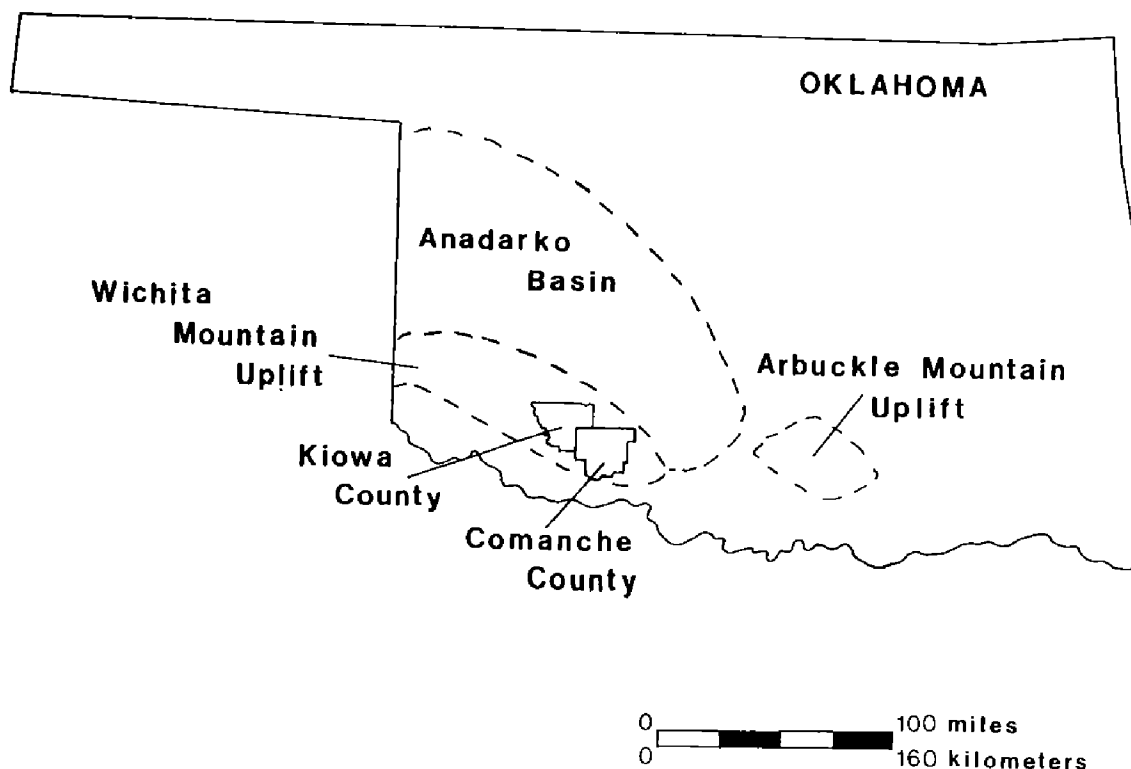 OKLAHOMA
Anadarko
Basin
Wichita
Mountain
Uplift
Arbuckle Mountain
Uplift
Kiowa
County
Comanche
County
0 100 miles
0 160 kilometers